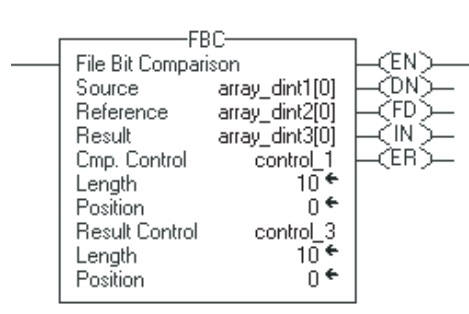 FBC
File Bit Comparison
Source array_dint1[0]
Reference array_dint2[0]
Result array_dint3[0]
Cmp. Control control_1
Length 10
Position 0
Result Control control_3
Length 10
Position 0
EN
DN
FD
IN
ER